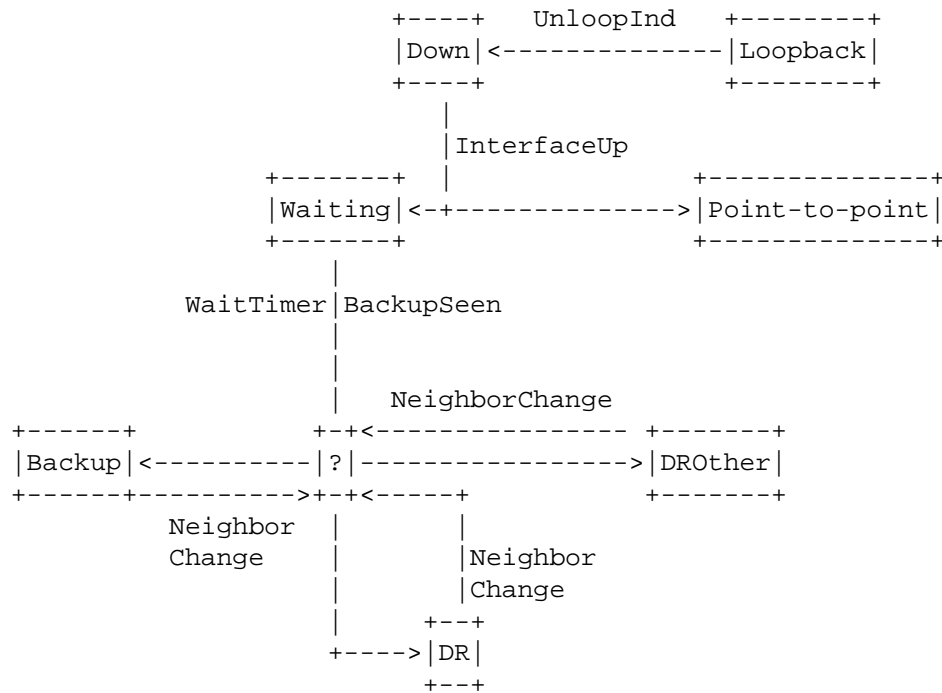 UnloopInd
Down Loopback
InterfaceUp
Waiting Point-to-point
WaitTimer BackupSeen
NeighborChange
Backup ? DROther
Neighbor
Change Neighbor
Change
DR